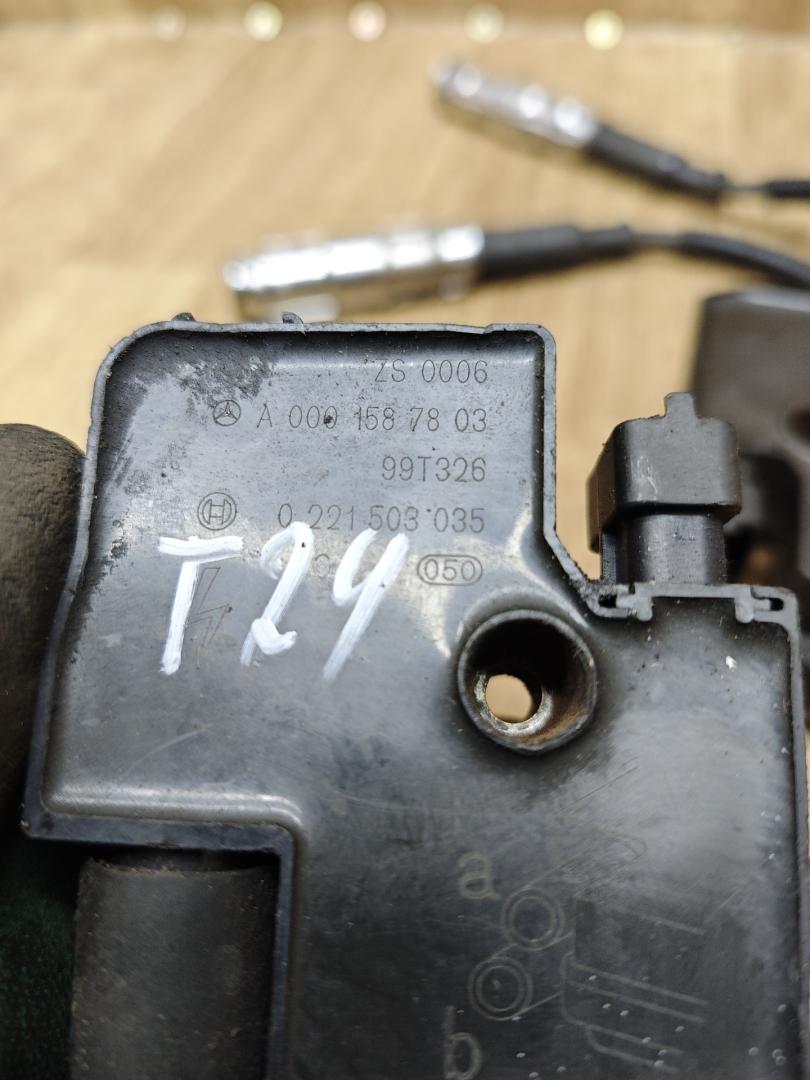 ZS 0006
A 000 158 78 03
99T326
0 221 503 035
050
T24
a
b